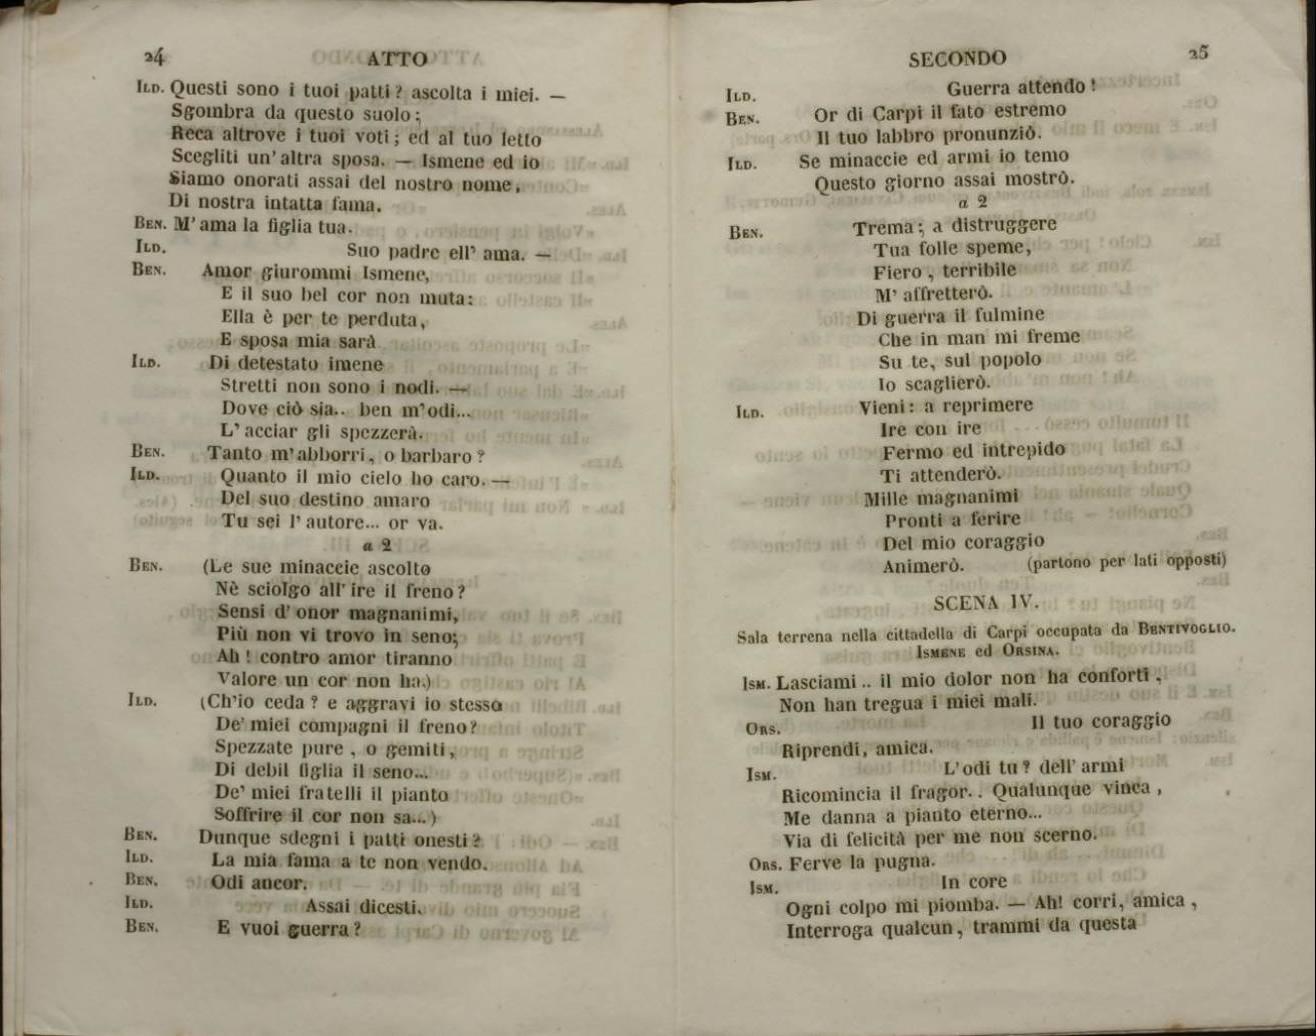 24 ATTO
ILD. Questi sono i tuoi patti? ascolta i miei. —
Sgombra da questo suolo;
Reca altrove i tuoi voti; ed al tuo letto
Scegliti un' altra sposa. — Ismene ed io
Siamo onorati assai del nostro nome,
Di nostra intatta fama.
BEN. M' ama la figlia tua.
ILD. Suo padre ell' ama. —
BEN. Amor giurommi Ismene,
E il suo bel cor non muta:
Ella è per te perduta,
E sposa mia sarà
ILD. Di detestato imene
Stretti non sono i nodi. —
Dove ciò sia.. ben m'odi...
L' acciar gli spezzerà.
BEN. Tanto m'abborri, o barbaro?
ILD. Quanto il mio cielo ho caro. —
Del suo destino amaro
Tu sei l' autore... or va.
a 2
BEN. (Le sue minaccie ascolto
Nè sciolgo all' ire il freno?
Sensi d' onor magnanimi,
Più non vi trovo in seno;
Ah! contro amor tiranno
Valore un cor non ha.)
ILD. (Ch'io ceda? e aggravi io stesso
De' miei compagni il freno?
Spezzate pure, o gemiti,
Di debil figlia il seno...
De' miei fratelli il pianto
Soffrire il cor non sa...)
BEN. Dunque sdegni i patti onesti?
ILD. La mia fama a te non vendo.
BEN. Odi ancor.
ILD. Assai dicesti.
BEN. E vuoi guerra?
SECONDO 25
ILD. Guerra attendo!
BEN. Or di Carpi il fato estremo
Il tuo labbro pronunziò.
ILD. Se minaccie ed armi io temo
Questo giorno assai mostrò.
a 2
BEN. Trema; a distruggere
Tua folle speme,
Fiero, terribile
M' affretterò.
Di guerra il fulmine
Che in man mi freme
Su te, sul popolo
Io scaglierò.
ILD. Vieni: a reprimere
Ire con ire
Fermo ed intrepido
Ti attenderò.
Mille magnanimi
Pronti a ferire
Del mio coraggio
Animerò. (partono per lati opposti)
SCENA IV.
Sala terrena nella cittadella di Carpi occupata da BENTIVOGLIO.
ISMENE ed ORSINA.
ISM. Lasciami.. il mio dolor non ha conforti,
Non han tregua i miei mali.
ORS. Il tuo coraggio
Riprendi, amica.
ISM. L'odi tu? dell' armi
Ricomincia il fragor.. Qualunque vinca,
Me danna a pianto eterno...
Via di felicità per me non scerno.
ORS. Ferve la pugna.
ISM. In core
Ogni colpo mi piomba. — Ah! corri, amica,
Interroga qualcun, trammi da questa